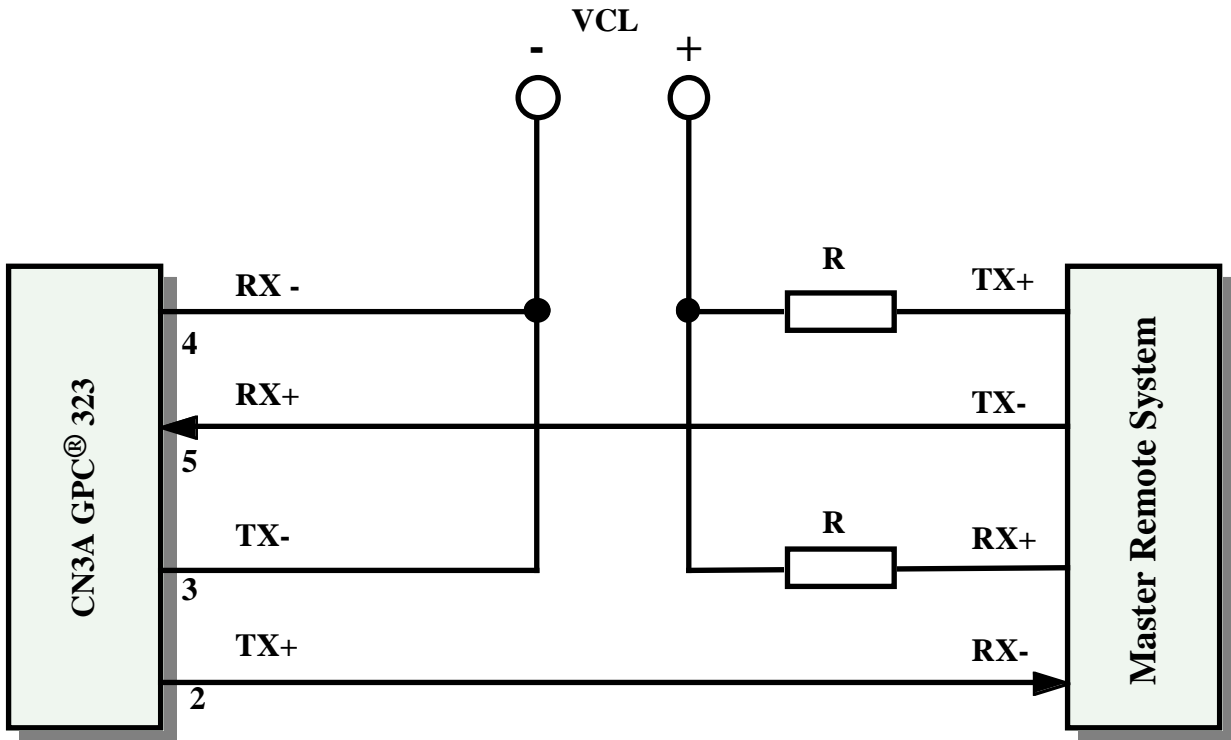 VCL
- +
R
RX - TX+
4
RX+ TX-
5
CN3A GPC® 323
Master Remote System
R
TX- RX+
3
TX+ RX-
2